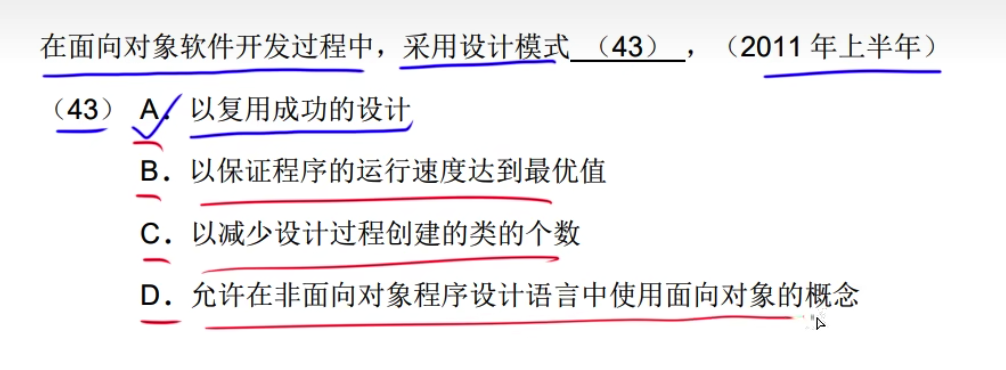 在面向对象软件开发过程中，采用设计模式 （43） ，（2011 年上半年）
（43） A．以复用成功的设计
B．以保证程序的运行速度达到最优值
C．以减少设计过程创建的类的个数
D．允许在非面向对象程序设计语言中使用面向对象的概念